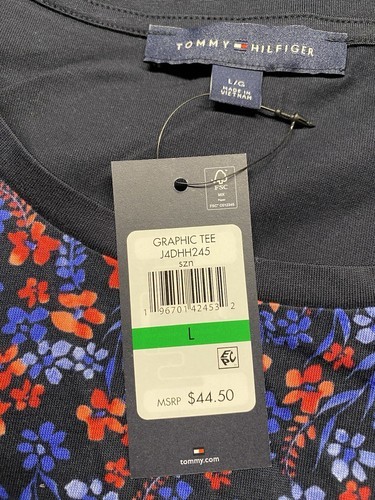 TOMMY HILFIGER
L/G
MADE IN
VIETNAM
FSC
GRAPHIC TEE
J4DHH245
szn
1 96701 42453 2
L
MSRP $44.50
tommy.com